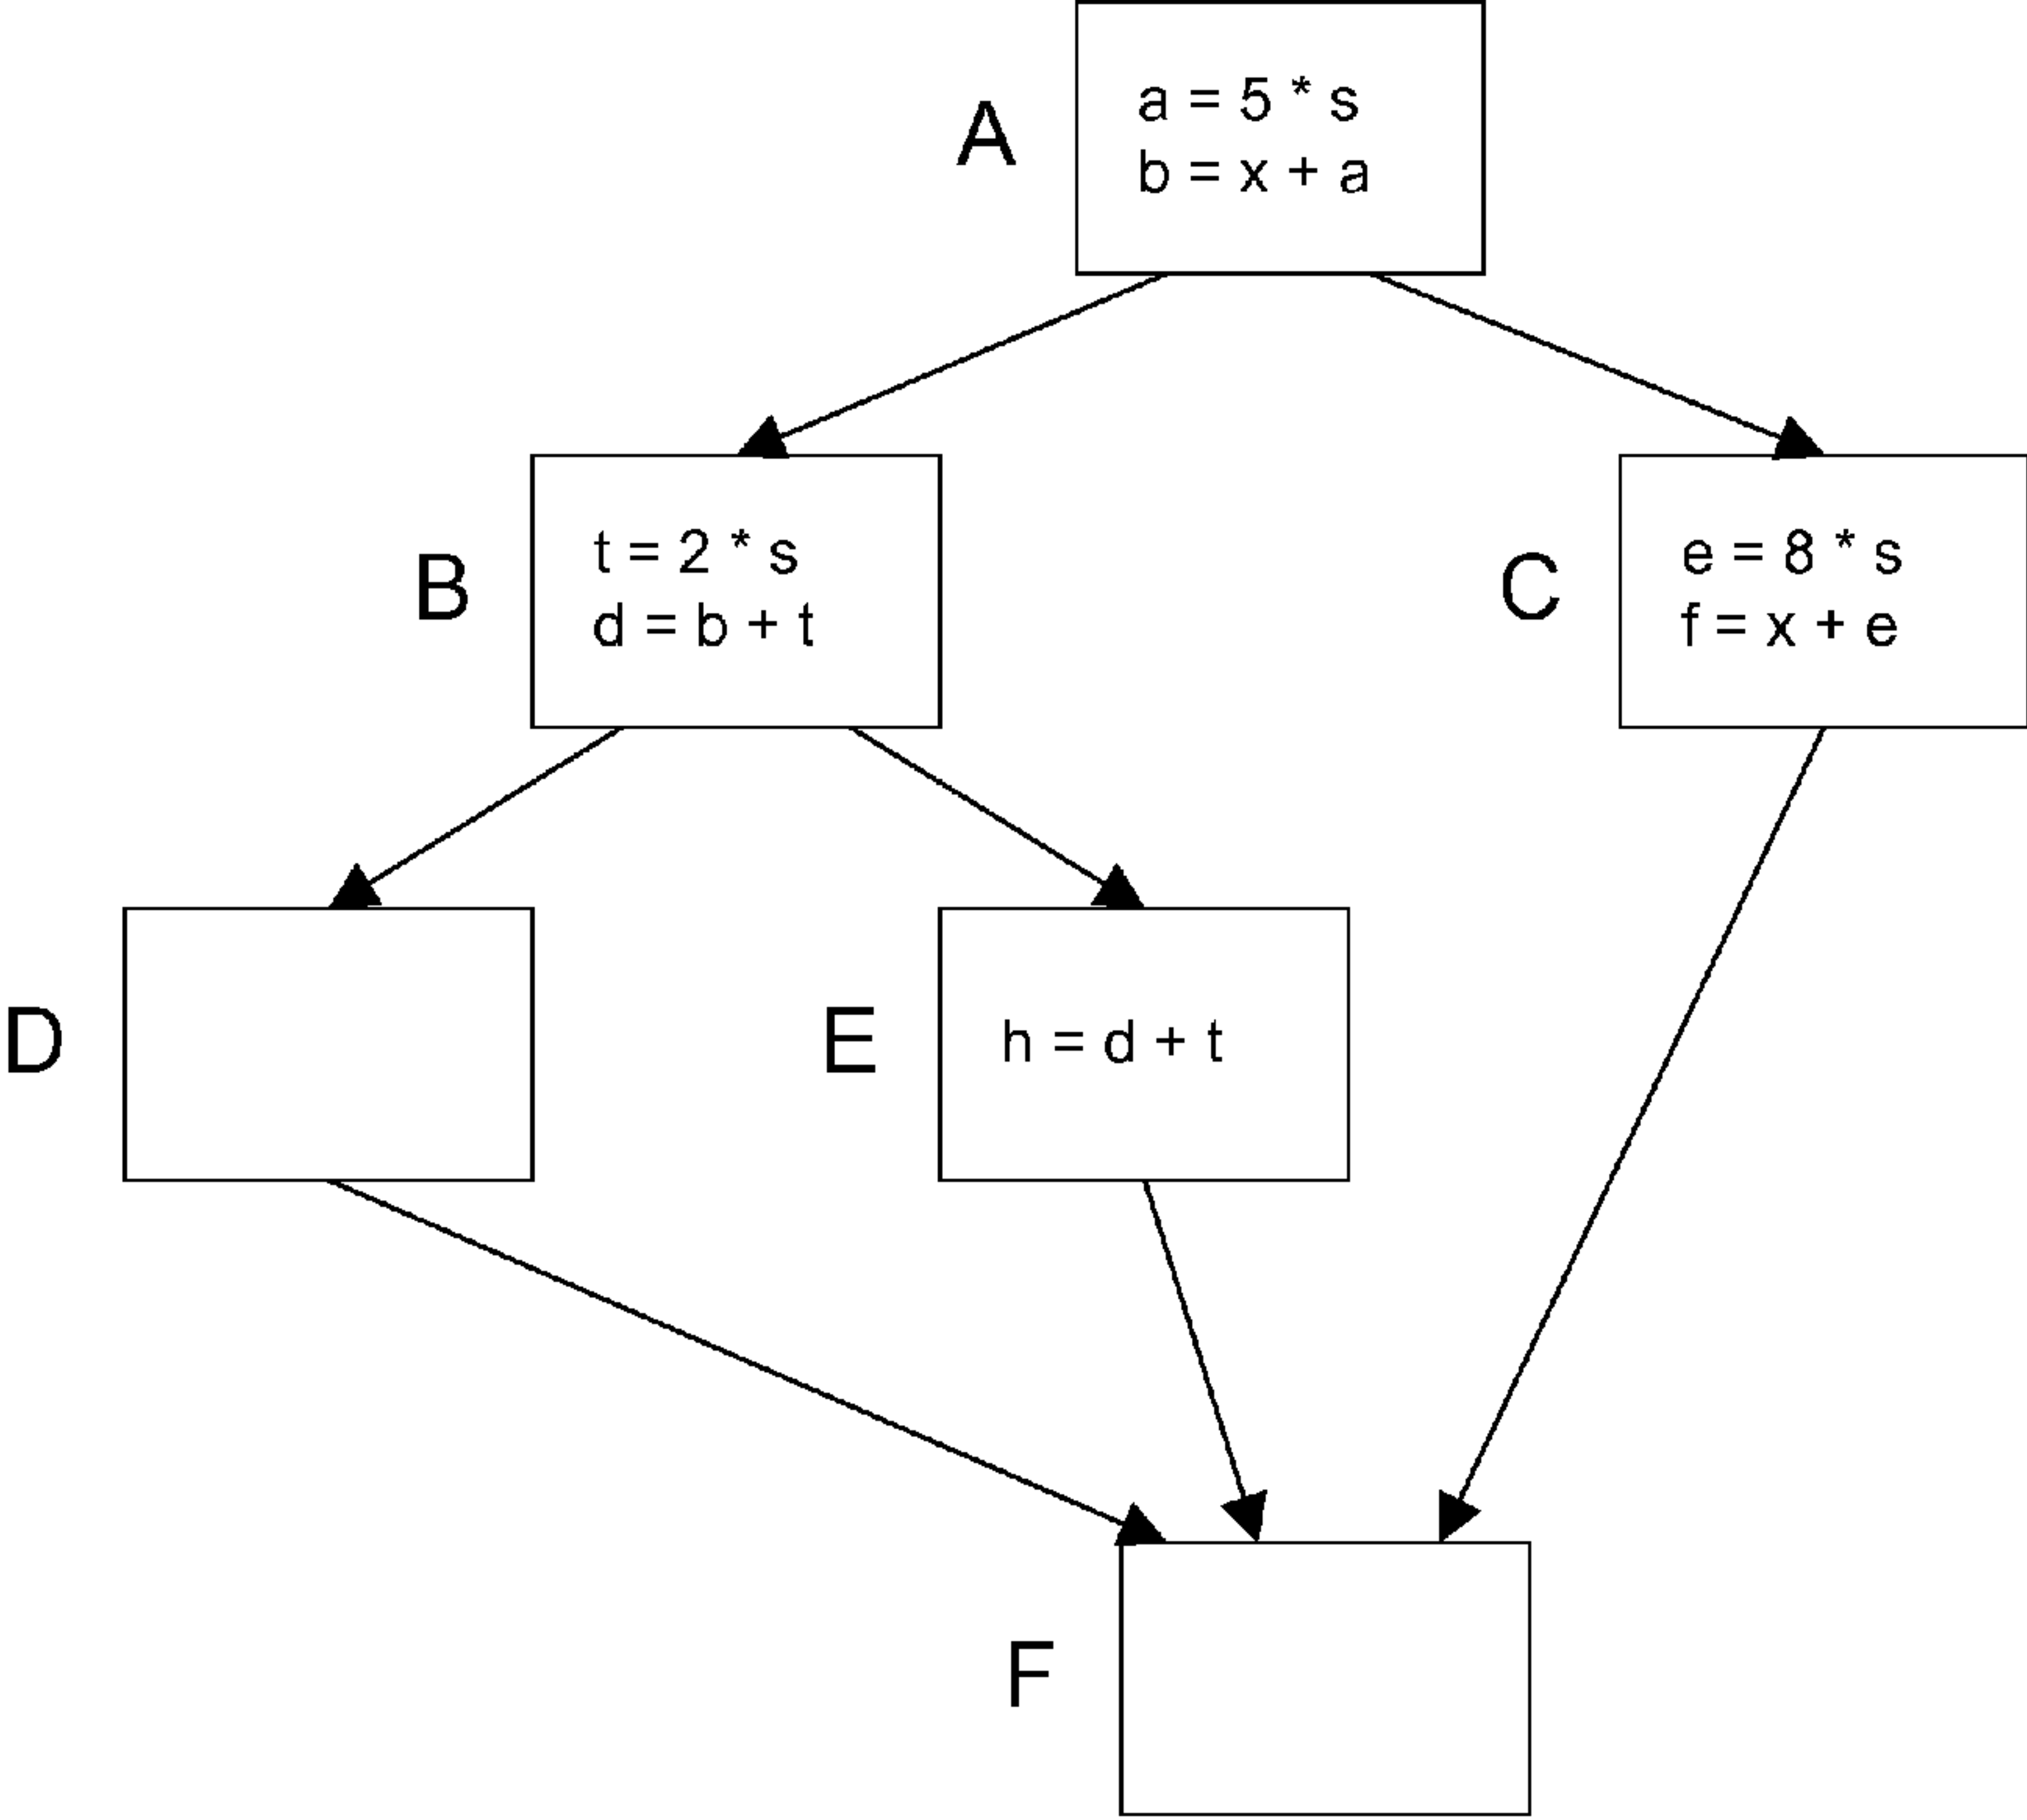 A
a = 5 * s
b = x + a
B
t = 2 * s
d = b + t
C
e = 8 * s
f = x + e
D
E
h = d + t
F